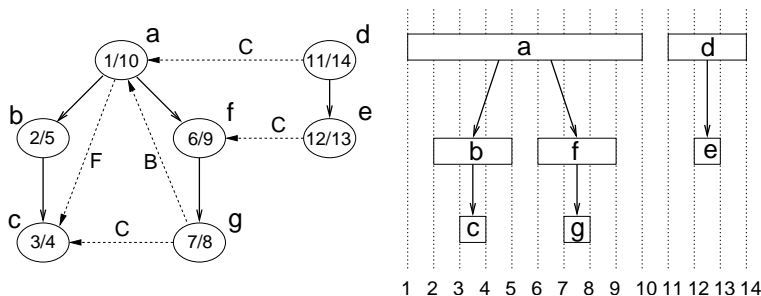 a C d a d
1/10 11/14
b f e
2/5 6/9 C 12/13 b f e
F B
c g c g
3/4 C 7/8
1 2 3 4 5 6 7 8 9 10 11 12 13 14